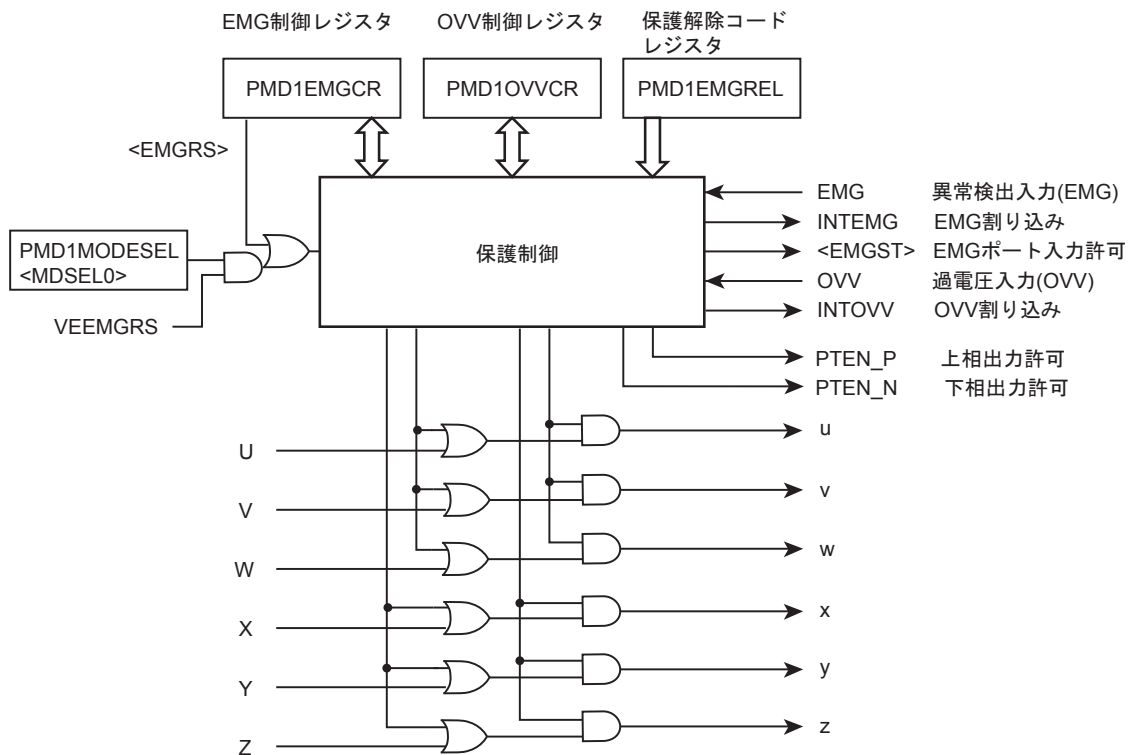 EMG制御レジスタ
OVV制御レジスタ
保護解除コード
レジスタ
PMD1EMGCR
PMD1OVVCR
PMD1EMGREL
<EMGRS>
PMD1MODESEL
<MDSEL0>
VEEMGRS
保護制御
EMG 異常検出入力(EMG)
INTEMG EMG割り込み
<EMGST> EMGポート入力許可
OVV 過電圧入力(OVV)
INTOVV OVV割り込み
PTEN_P 上相出力許可
PTEN_N 下相出力許可
U
u
V
v
W
w
X
x
Y
y
Z
z